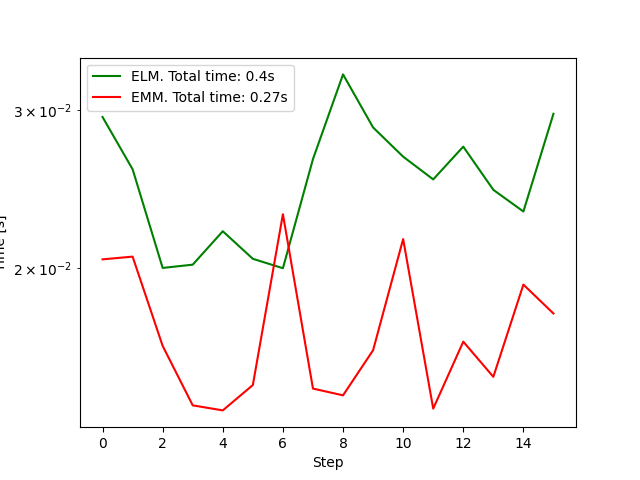 ELM. Total time: 0.4s
EMM. Total time: 0.27s
3 × 10⁻²
2 × 10⁻²
Time [s]
0 2 4 6 8 10 12 14
Step